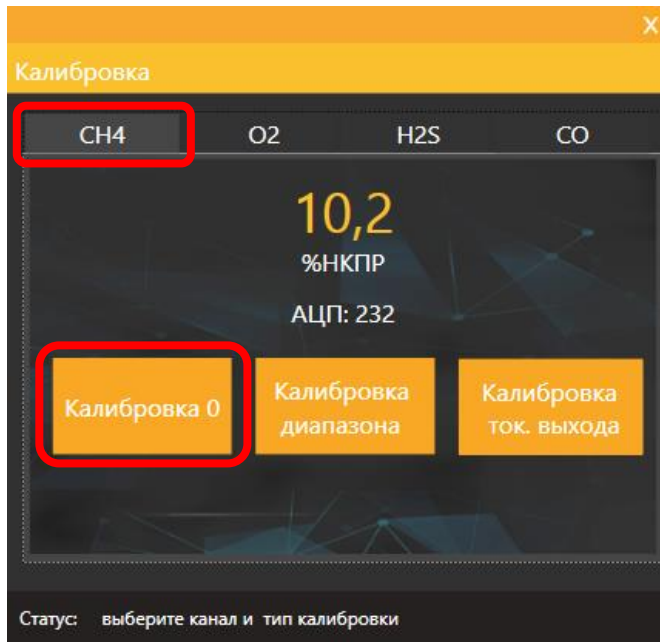 X
Калибровка
CH4 O2 H2S CO
10,2
%НКПР
АЦП: 232
Калибровка 0
Калибровка диапазона
Калибровка ток. выхода
Статус: выберите канал и тип калибровки